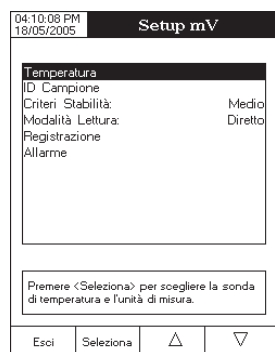 04:10:08 PM
18/05/2005
Setup mV
Temperatura
ID Campione
Criteri Stabilità: Medio
Modalità Lettura: Diretto
Registrazione
Allarme
Premere <Seleziona> per scegliere la sonda
di temperatura e l'unità di misura.
Esci Seleziona